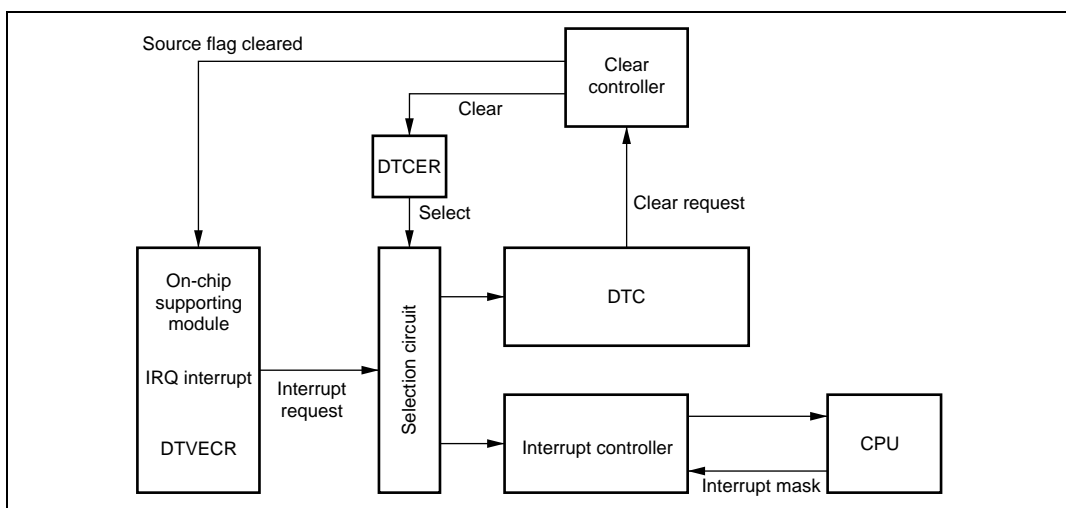 Source flag cleared
Clear
controller
Clear
DTCER
Select
Clear request
On-chip
supporting
module
IRQ interrupt
DTVECR
Interrupt
request
Selection circuit
DTC
Interrupt controller
CPU
Interrupt mask